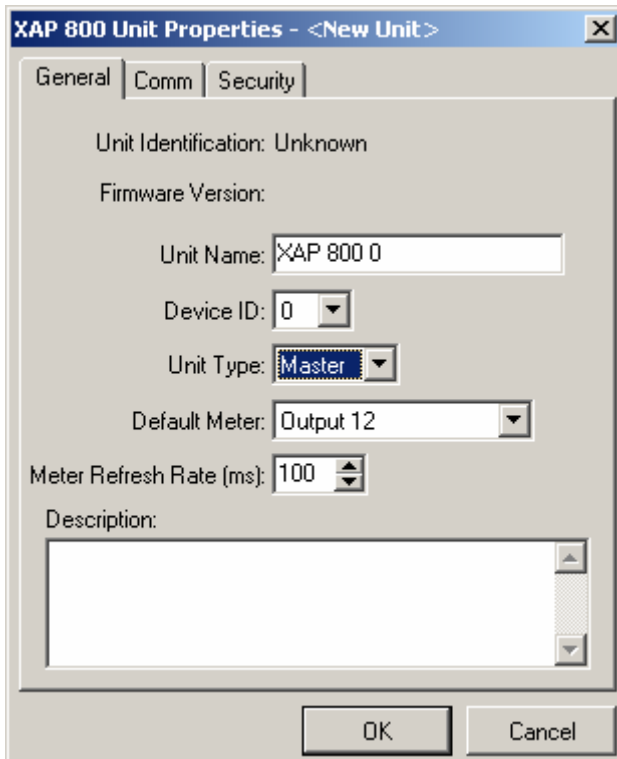 XAP 800 Unit Properties - <New Unit>
General Comm Security
Unit Identification: Unknown
Firmware Version:
Unit Name: XAP 800 0
Device ID: 0
Unit Type: Master
Default Meter: Output 12
Meter Refresh Rate (ms): 100
Description:
OK Cancel